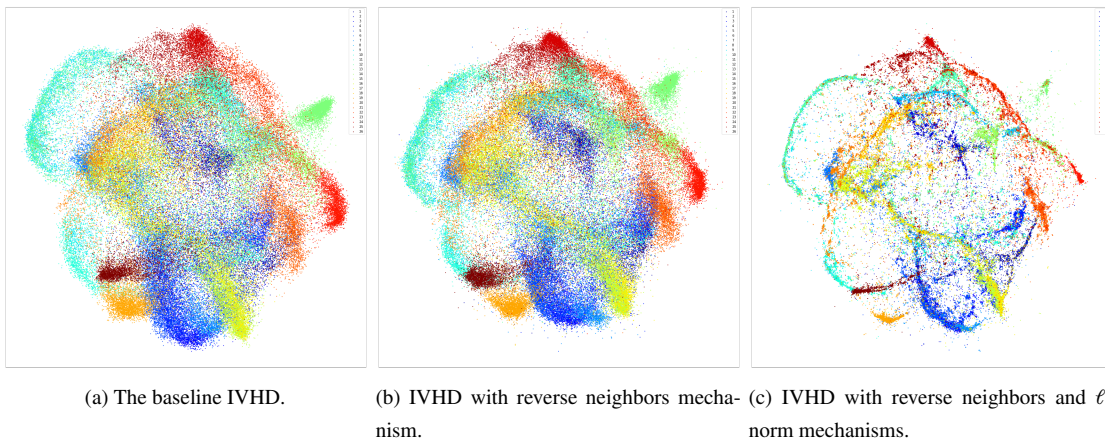 (a) The baseline IVHD.
(b) IVHD with reverse neighbors mecha-
nism.
(c) IVHD with reverse neighbors and ℓ
norm mechanisms.